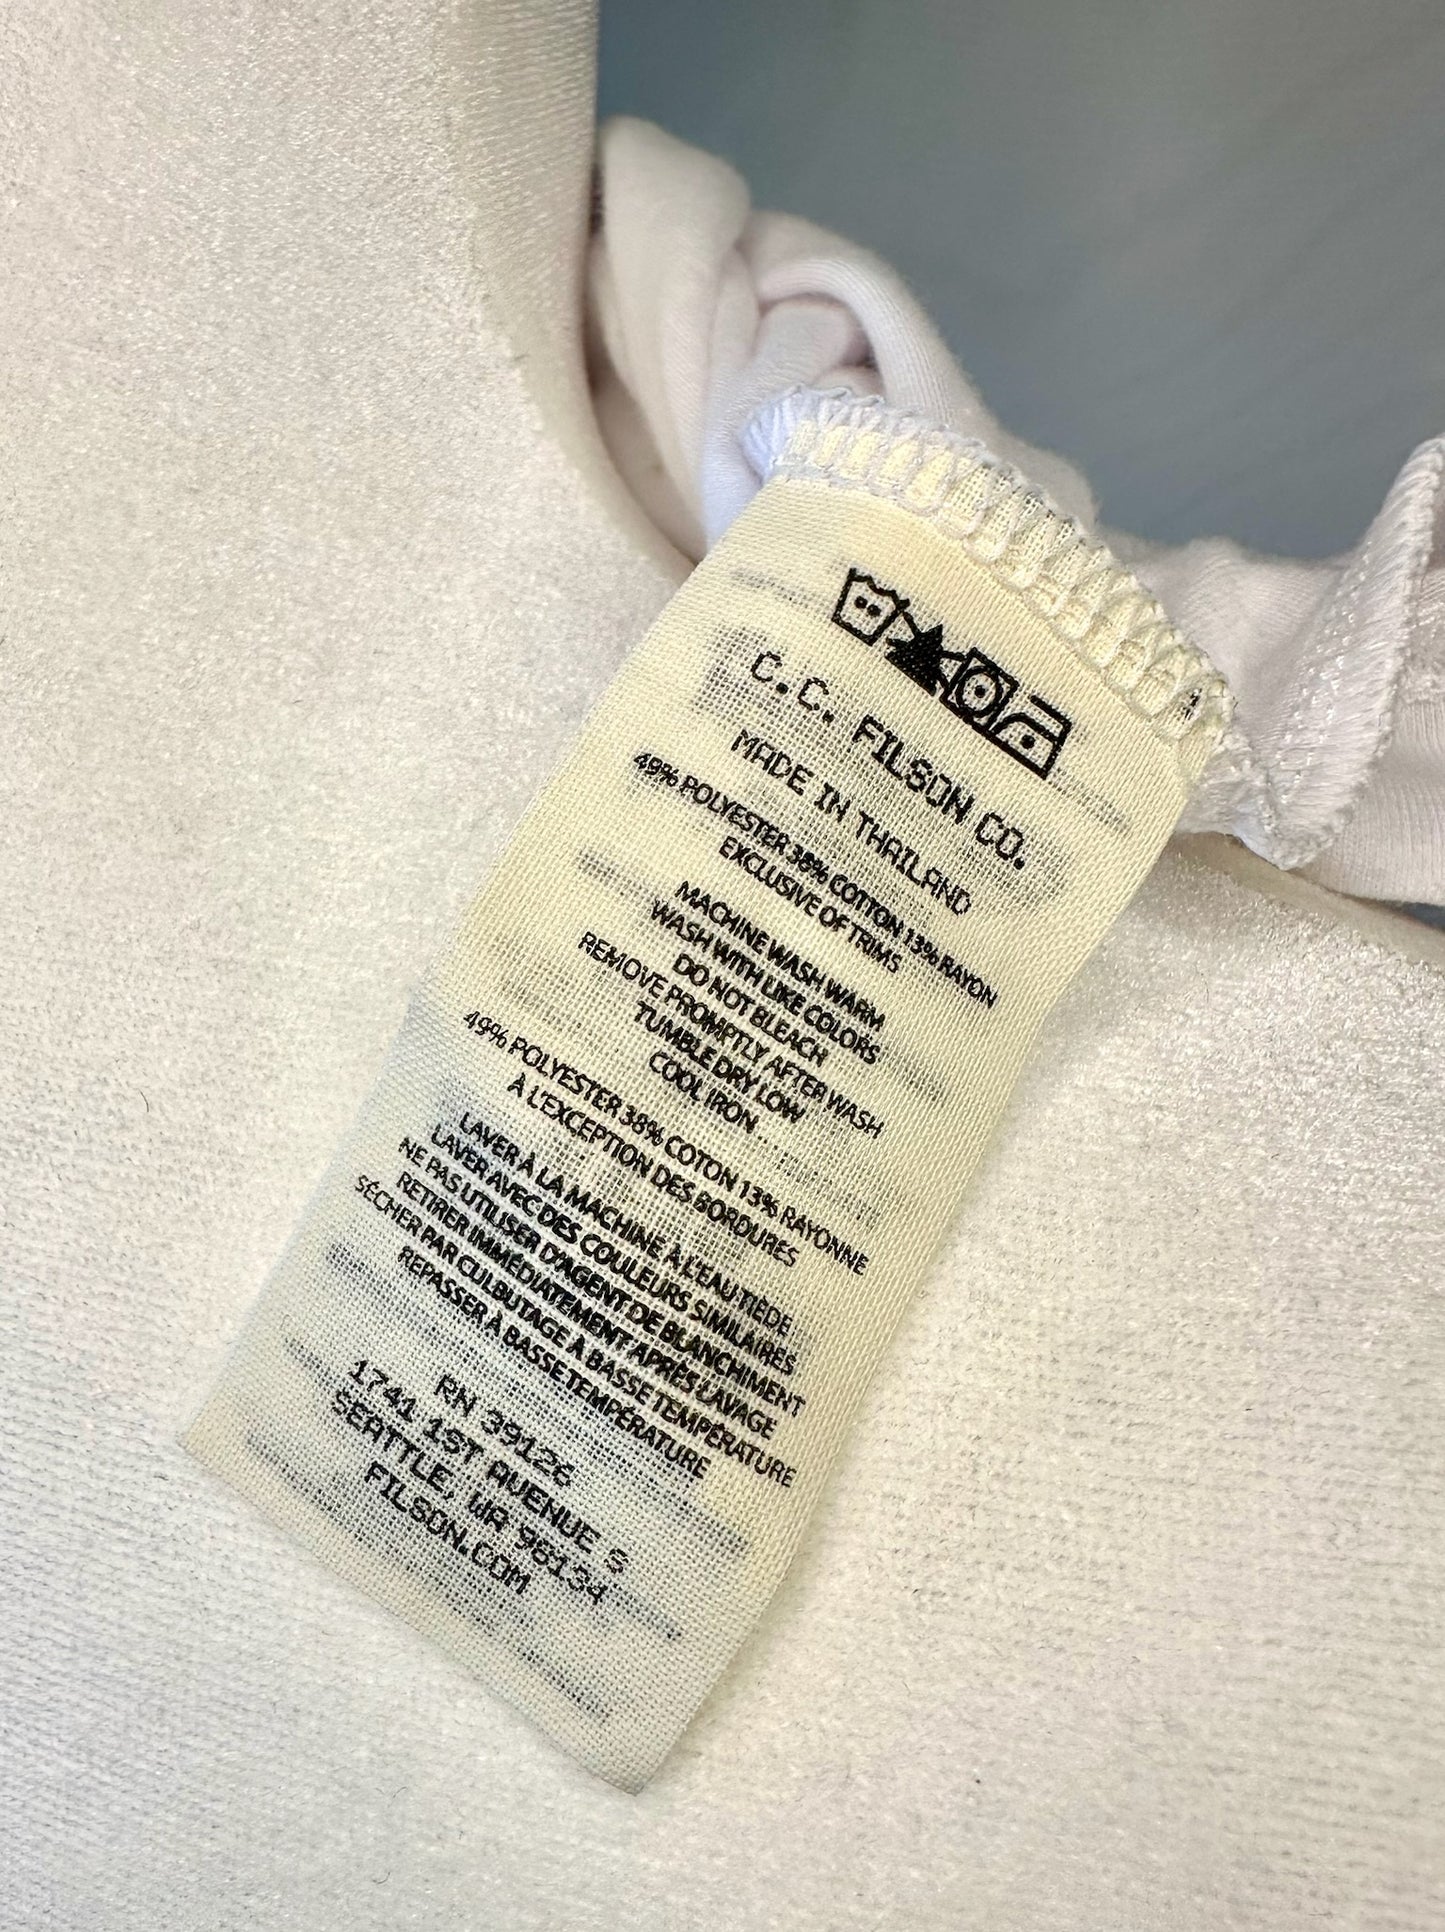 C.C. FILSON CO.
MADE IN THAILAND
49% POLYESTER 38% COTTON 13% RAYON
EXCLUSIVE OF TRIMS
MACHINE WASH WARM
WASH WITH LIKE COLORS
DO NOT BLEACH
REMOVE PROMPTLY AFTER WASH
TUMBLE DRY LOW
COOL IRON
49% POLYESTER 38% COTON 13% RAYONNE
À L'EXCEPTION DES BORDURES
LAVER À LA MACHINE À L'EAU TIÈDE
LAVER AVEC DES COULEURS SIMILAIRES
NE PAS UTILISER D'AGENT DE BLANCHIMENT
RETIRER IMMÉDIATEMENT APRÈS LAVAGE
SÉCHER PAR CULBUTAGE À BASSE TEMPÉRATURE
REPASSER À BASSE TEMPÉRATURE
RN 39126
1741 1ST AVENUE S
SEATTLE, WA 98134
FILSON.COM